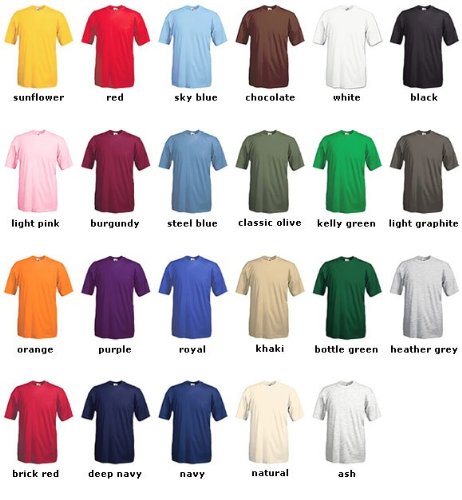 sunflower red sky blue chocolate white black
light pink burgundy steel blue classic olive kelly green light graphite
orange purple royal khaki bottle green heather grey
brick red deep navy navy natural ash